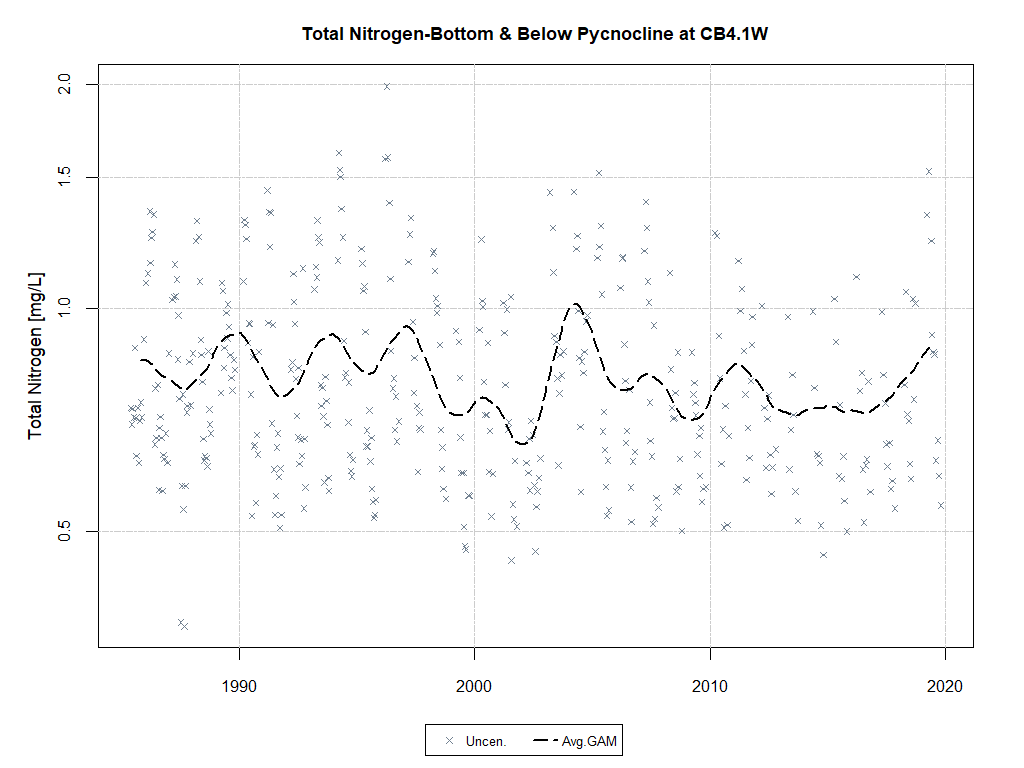 Total Nitrogen-Bottom & Below Pycnocline at CB4.1W
Total Nitrogen [mg/L]
2.0
1.5
1.0
0.5
1990 2000 2010 2020
Uncen. Avg.GAM